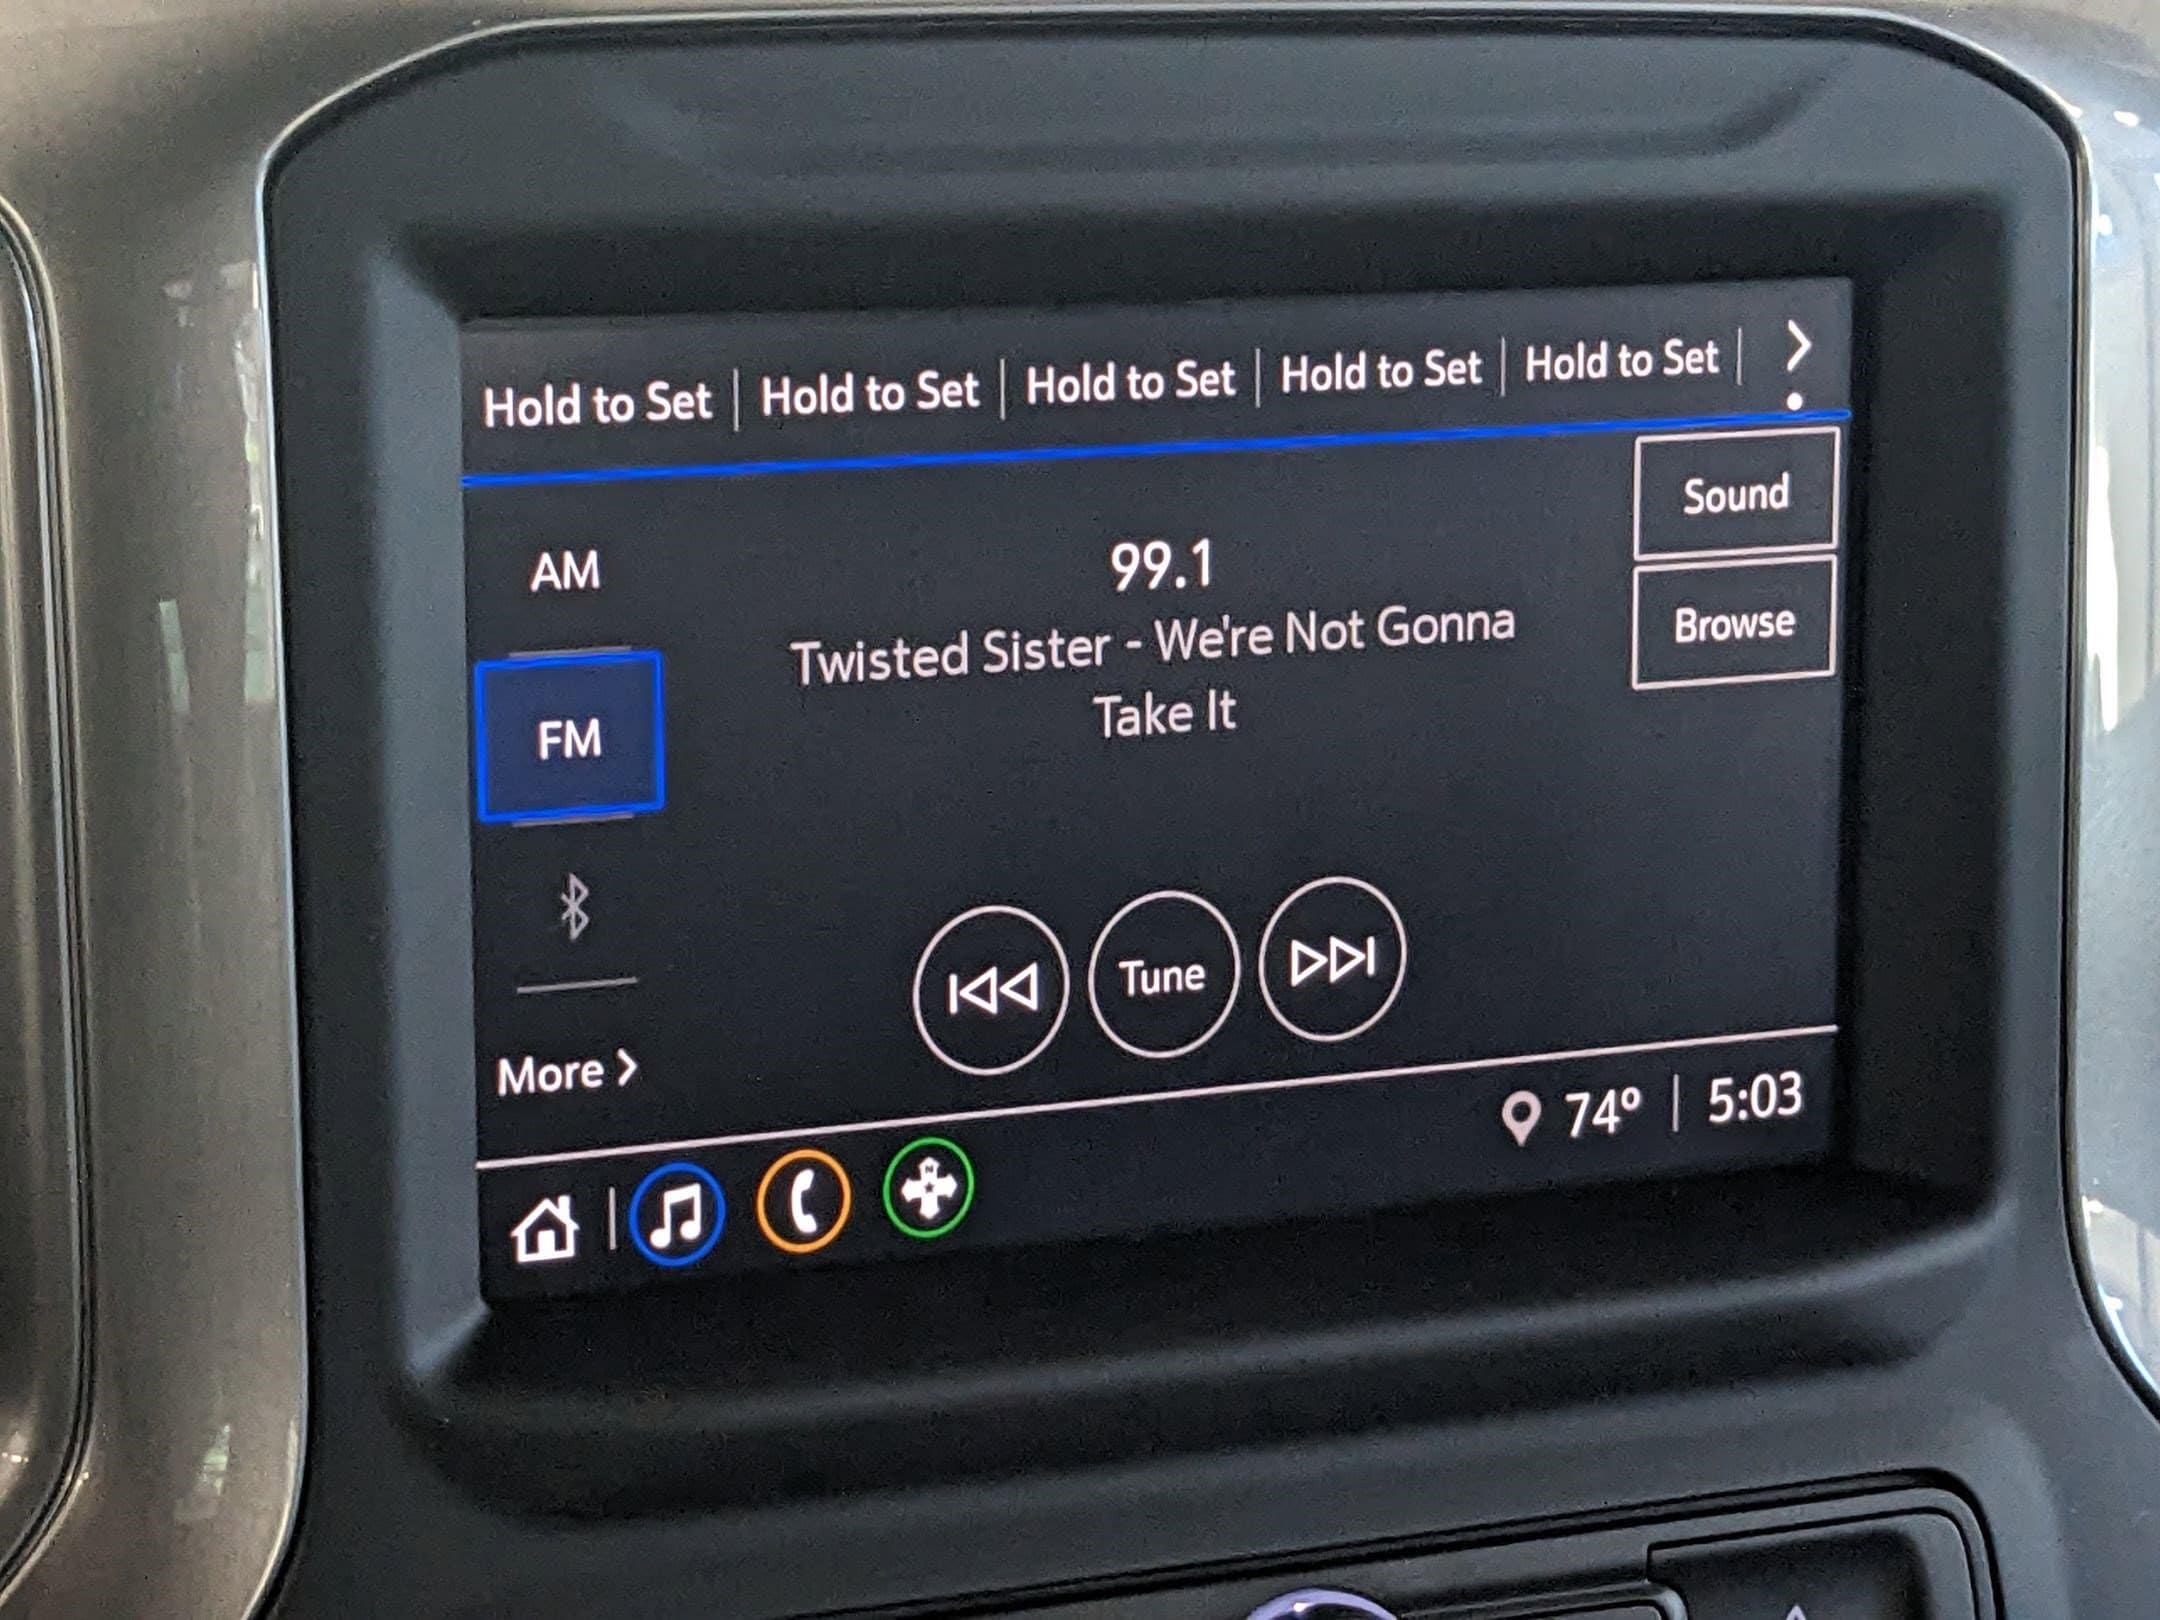 Hold to Set | Hold to Set | Hold to Set | Hold to Set | Hold to Set |
Sound
AM
99.1
Browse
Twisted Sister - We're Not Gonna
Take It
FM
Tune
More
74° | 5:03
N